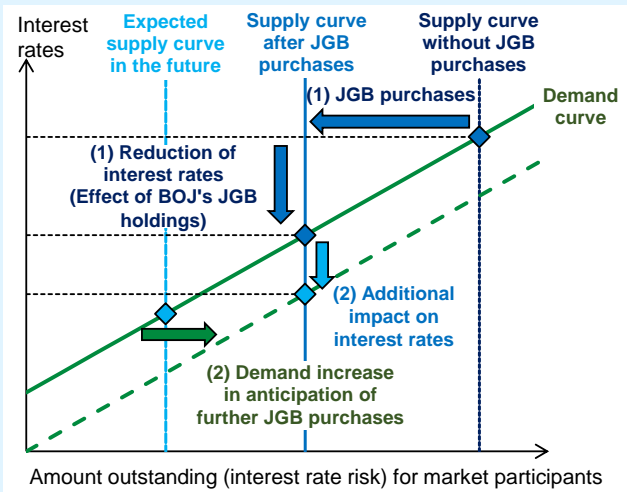 Interest
rates
Expected
supply curve
in the future
Supply curve
after JGB
purchases
Supply curve
without JGB
purchases
(1) JGB purchases
Demand
curve
(1) Reduction of
interest rates
(Effect of BOJ's JGB
holdings)
(2) Additional
impact on
interest rates
(2) Demand increase
in anticipation of
further JGB purchases
Amount outstanding (interest rate risk) for market participants